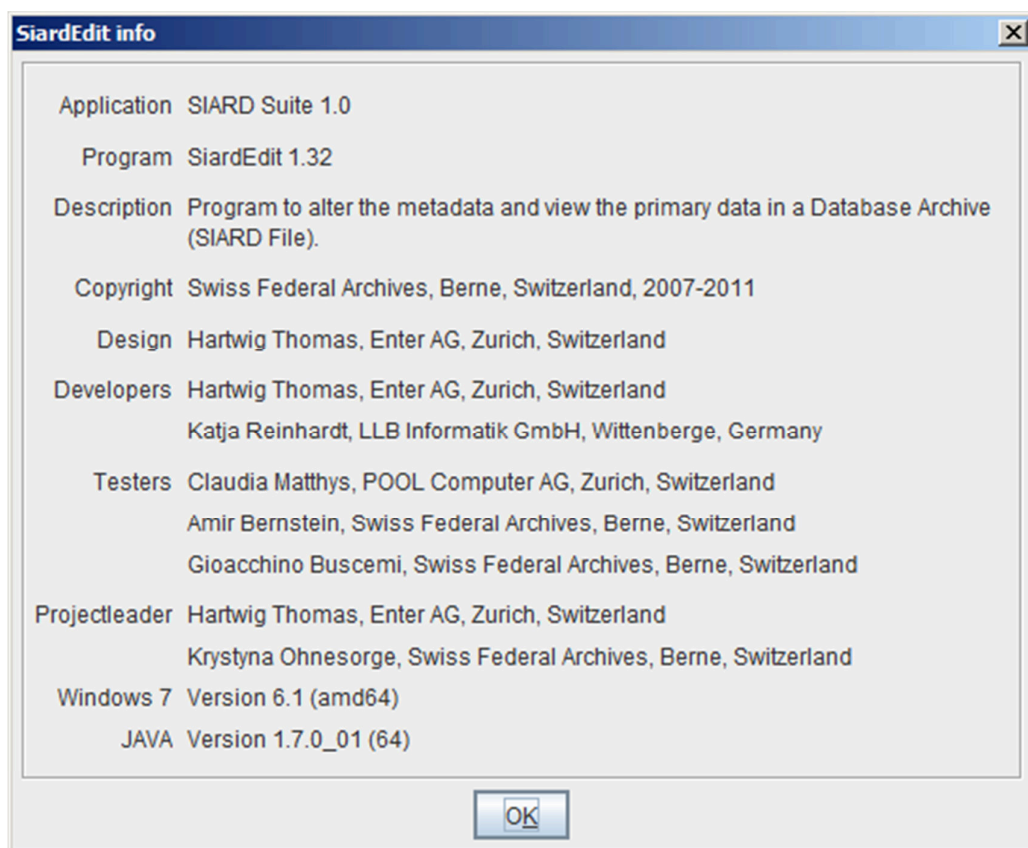 SiardEdit info
Application SIARD Suite 1.0
Program SiardEdit 1.32
Description Program to alter the metadata and view the primary data in a Database Archive
(SIARD File).
Copyright Swiss Federal Archives, Berne, Switzerland, 2007-2011
Design Hartwig Thomas, Enter AG, Zurich, Switzerland
Developers Hartwig Thomas, Enter AG, Zurich, Switzerland
Katja Reinhardt, LLB Informatik GmbH, Wittenberge, Germany
Testers Claudia Matthys, POOL Computer AG, Zurich, Switzerland
Amir Bernstein, Swiss Federal Archives, Berne, Switzerland
Gioacchino Buscemi, Swiss Federal Archives, Berne, Switzerland
Projectleader Hartwig Thomas, Enter AG, Zurich, Switzerland
Krystyna Ohnesorge, Swiss Federal Archives, Berne, Switzerland
Windows 7 Version 6.1 (amd64)
JAVA Version 1.7.0_01 (64)
OK